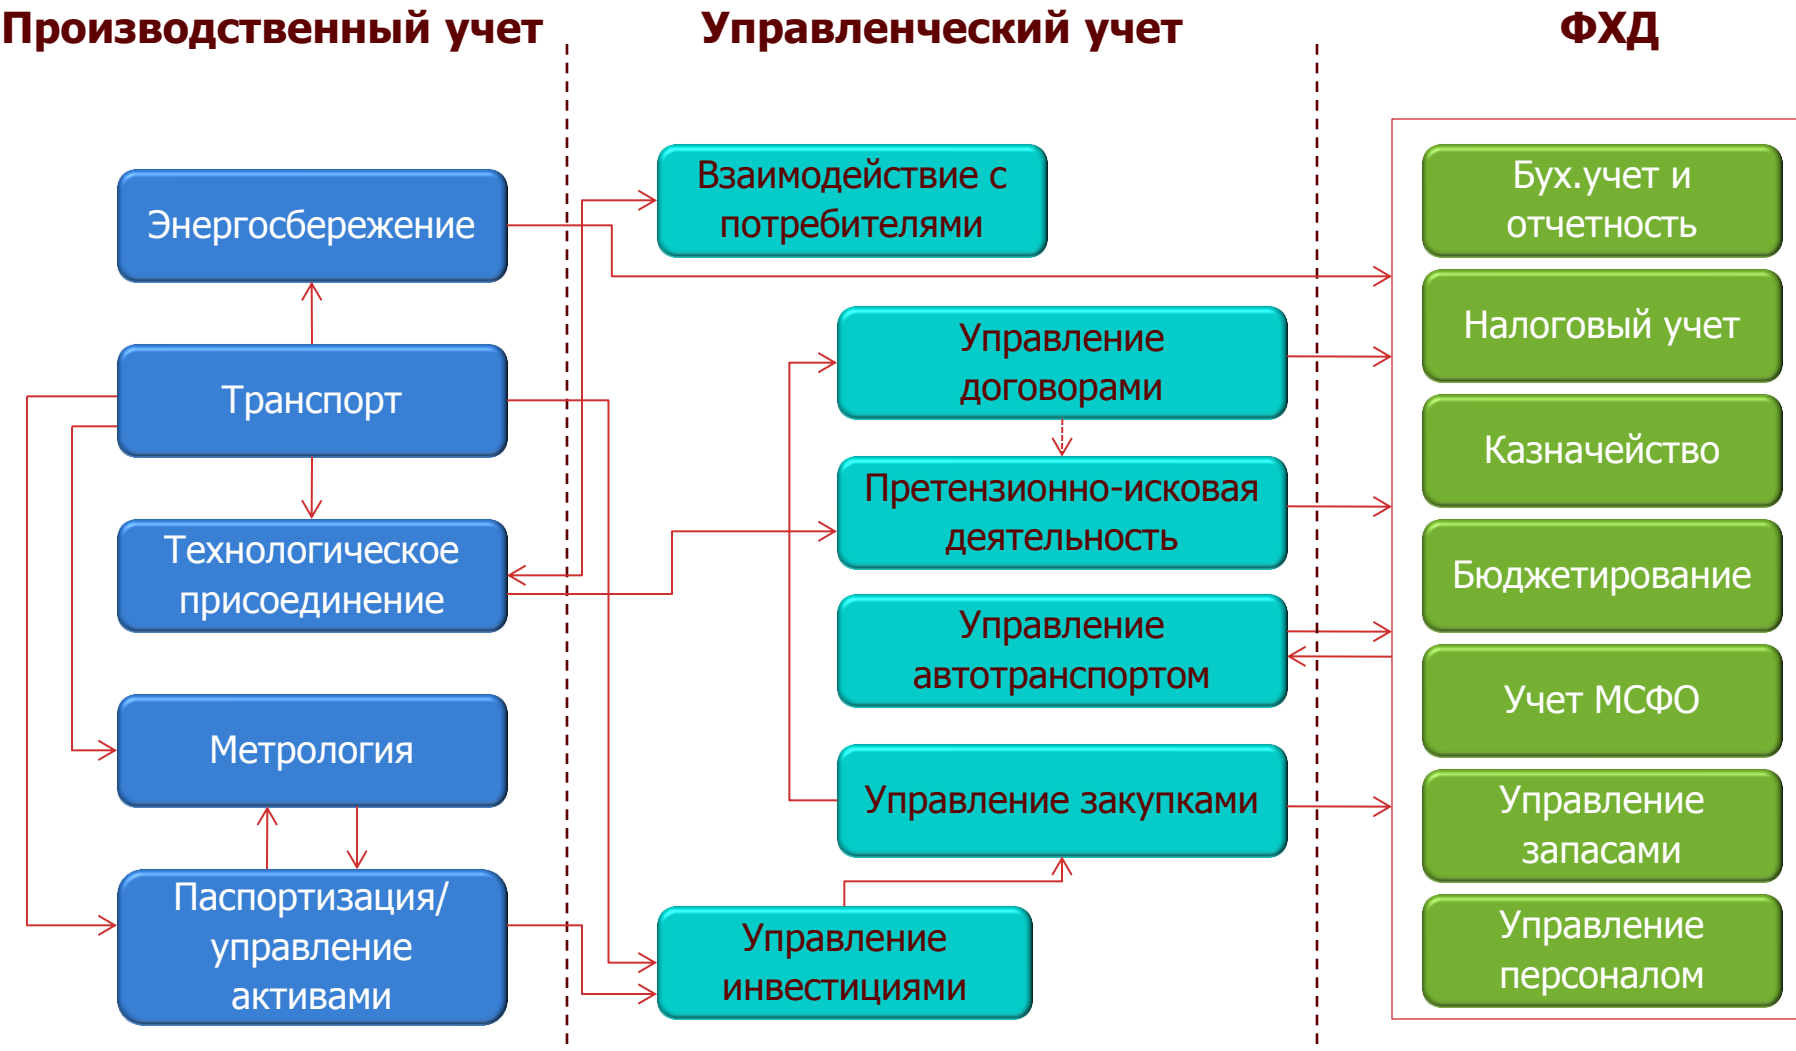 Производственный учет
Управленческий учет
ФХД
Энергосбережение
Транспорт
Технологическое
присоединение
Метрология
Паспортизация/
управление
активами
Взаимодействие с
потребителями
Управление
договорами
Претензионно-исковая
деятельность
Управление
автотранспортом
Управление закупками
Управление
инвестициями
Бух.учет и
отчетность
Налоговый учет
Казначейство
Бюджетирование
Учет МСФО
Управление
запасами
Управление
персоналом